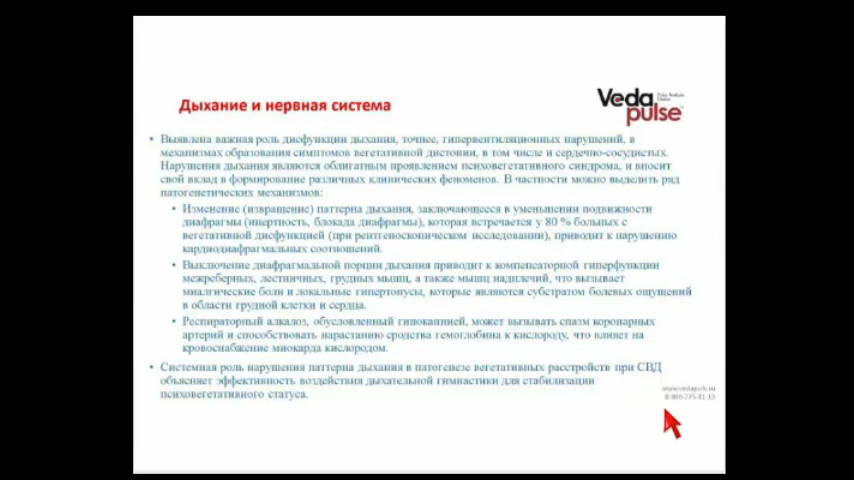 Дыхание и нервная система
Veda
pulse
• Выявлена важная роль дисфункции дыхания, точнее, гипервентиляционных нарушений, в
механизмах образования симптомов вегетативной дистонии, в том числе и сердечно-сосудистых.
Нарушения дыхания являются облигатным проявлением психовегетативного синдрома, и вносит
свой вклад в формирование различных клинических феноменов. В частности можно выделить ряд
патогенетических механизмов:
• Изменение (извращение) паттерна дыхания, заключающееся в уменьшении подвижности
диафрагмы (инертность, блокада диафрагмы), которая встречается у 80 % больных с
вегетативной дисфункцией (при рентгеноскопическом исследовании), приводит к нарушению
кардиодиафрагмальных соотношений.
• Выключение диафрагмальной порции дыхания приводит к компенсаторной гиперфункции
межреберных, лестничных, грудных мышц, а также мышц надплечий, что вызывает
миалгические боли и локальные гипертонусы, которые являются субстратом болевых ощущений
в области грудной клетки и сердца.
• Респираторный алкалоз, обусловленный гипокапнией, может вызывать спазм коронарных
артерий и способствовать нарастанию сродства гемоглобина к кислороду, что влияет на
кровоснабжение миокарда кислородом.
• Системная роль нарушения паттерна дыхания в патогенезе вегетативных расстройств при СВД
объясняет эффективность воздействия дыхательной гимнастики для стабилизации
психовегетативного статуса.